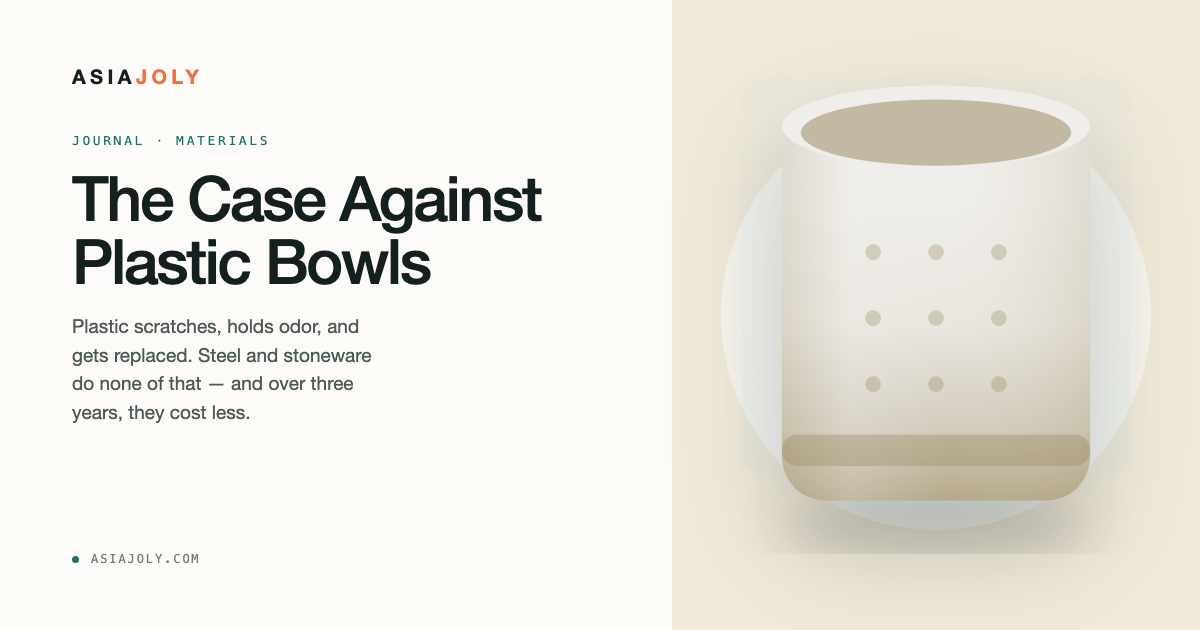 ASIAJOLY
JOURNAL · MATERIALS
The Case Against
Plastic Bowls
Plastic scratches, holds odor, and
gets replaced. Steel and stoneware
do none of that — and over three
years, they cost less.
ASIAJOLY.COM